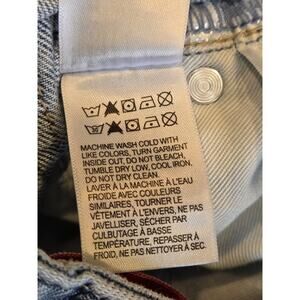 MACHINE WASH COLD WITH
LIKE COLORS, TURN GARMENT
INSIDE OUT, DO NOT BLEACH,
TUMBLE DRY LOW, COOL IRON,
DO NOT DRY CLEAN.
LAVER À LA MACHINE À L'EAU
FROIDE AVEC COULEURS
SIMILAIRES, TOURNER LE
VÊTEMENT À L'ENVERS, NE PAS
JAVELLISER, SÉCHER PAR
CULBUTAGE À BASSE
TEMPÉRATURE, REPASSER À
FROID, NE PAS NETTOYER À SEC.